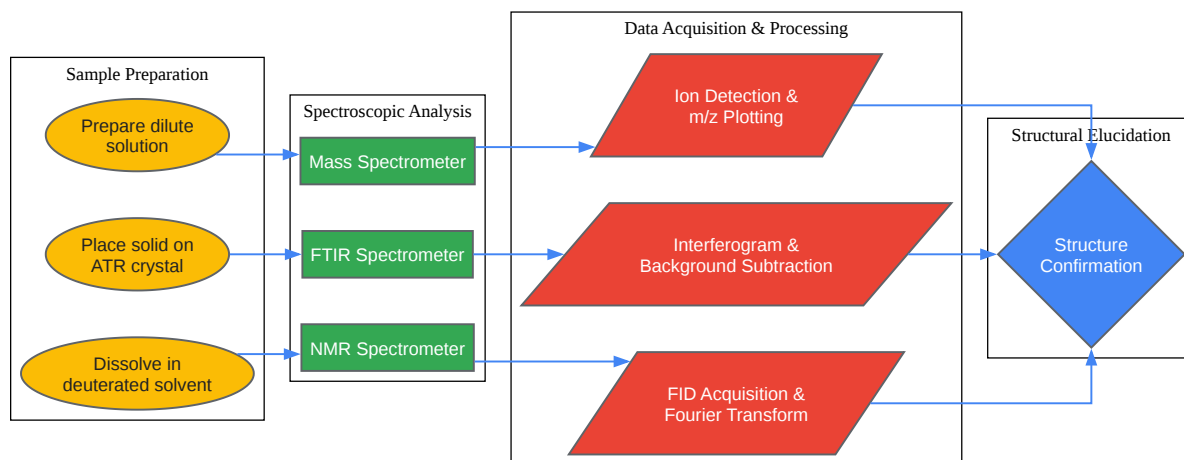 Sample Preparation
Prepare dilute
solution
Place solid on
ATR crystal
Dissolve in
deuterated solvent
Spectroscopic Analysis
Mass Spectrometer
FTIR Spectrometer
NMR Spectrometer
Data Acquisition & Processing
Ion Detection &
m/z Plotting
Interferogram &
Background Subtraction
FID Acquisition &
Fourier Transform
Structural Elucidation
Structure
Confirmation